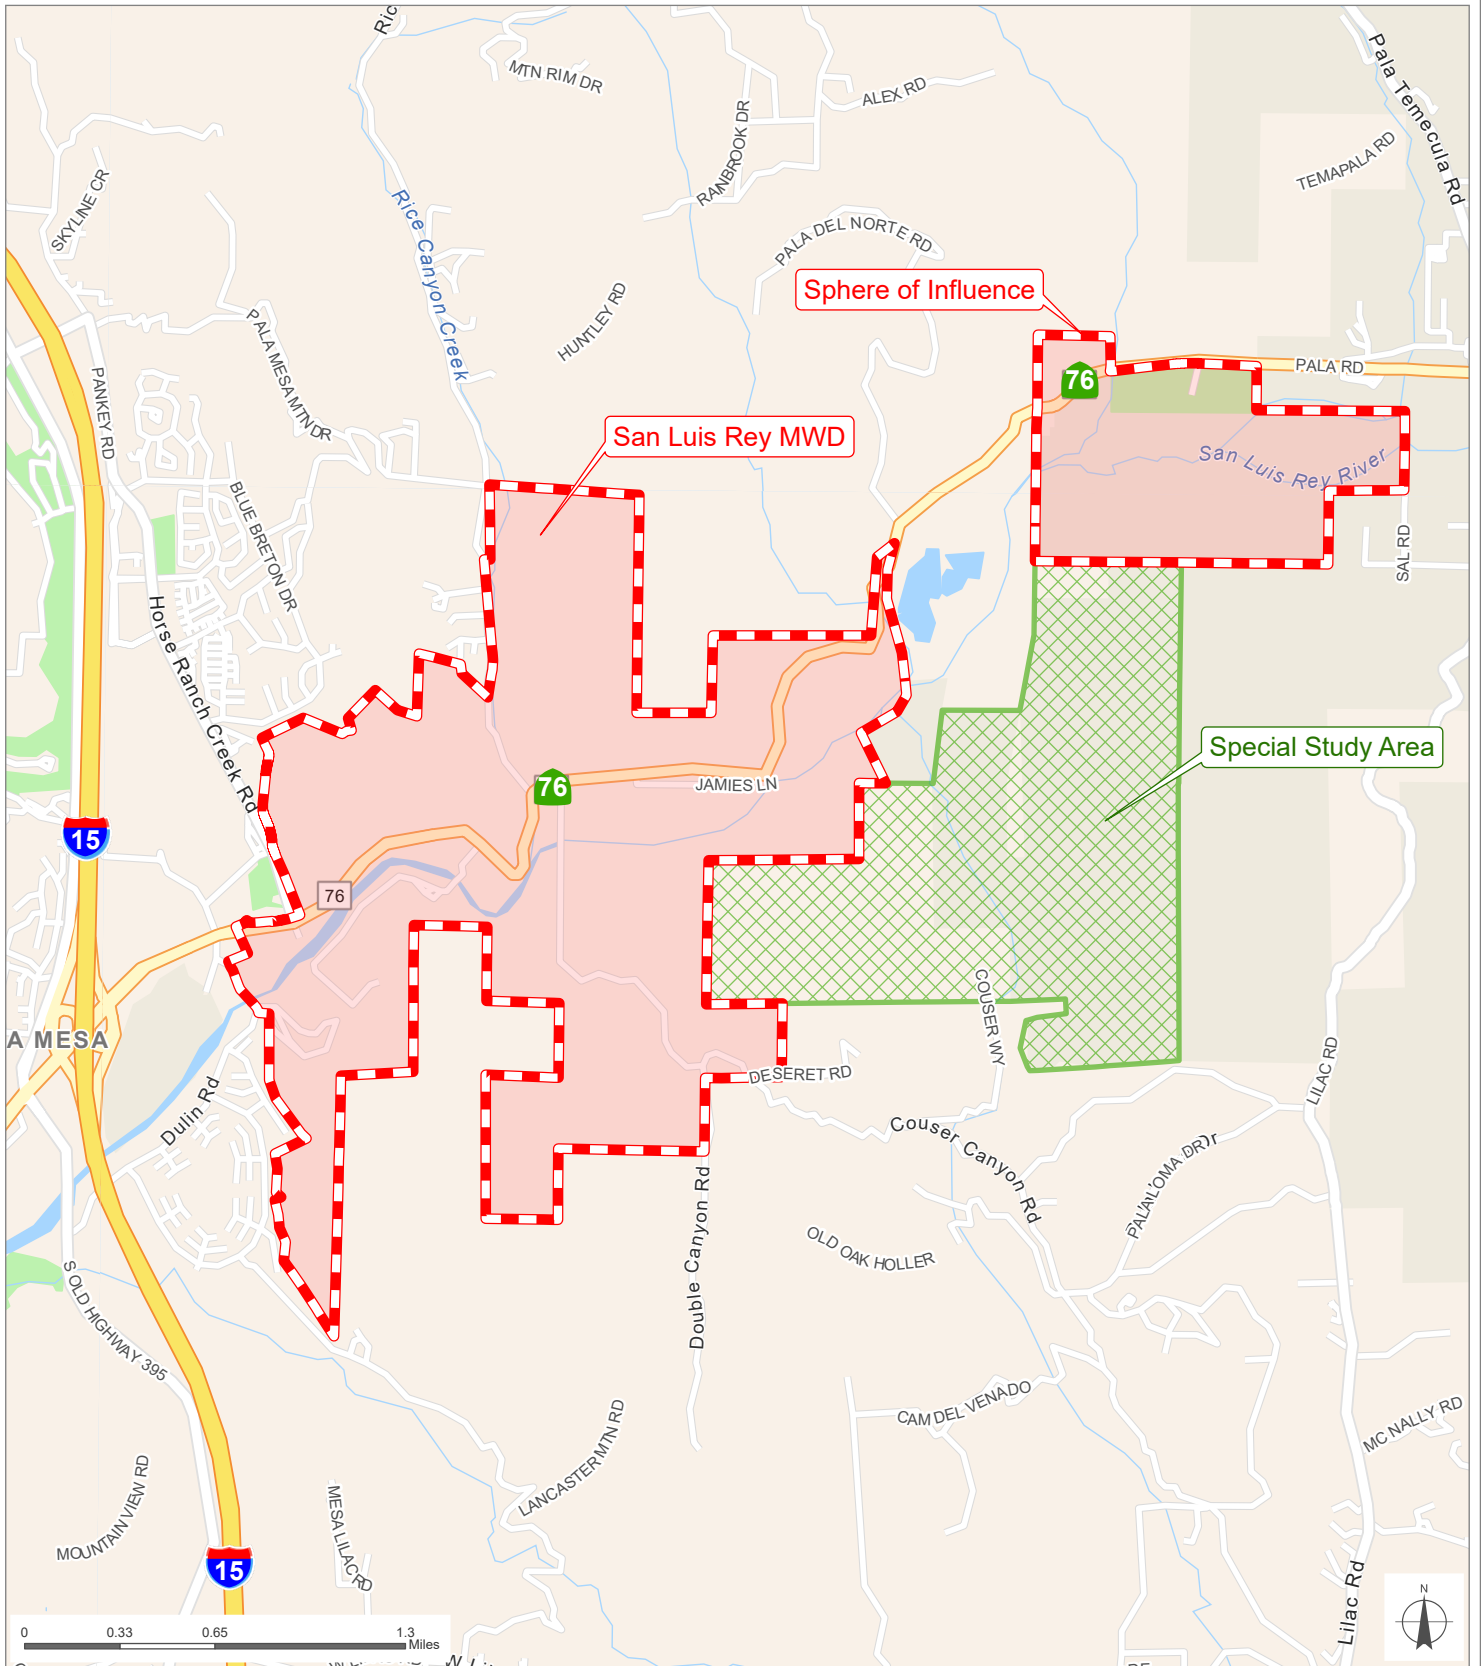 MTN RIM DR
ALEX RD
RAINBROOK DR
Pala Temecula Rd
TEMAPALA RD
SKYLINE CR
Rice Canyon Creek
PALA DEL NORTE RD
Sphere of Influence
HUNTLEY RD
PALA MESA MTN DR
PANKEY RD
76
PALA RD
San Luis Rey MWD
San Luis Rey River
BLUE BRETON DR
SAL RD
Horse Ranch Creek Rd
Special Study Area
76
JAMIES LN
15
76
COUSER WY
A MESA
DESERET RD
LILAC RD
Dulin Rd
Couser Canyon Rd
Double Canyon Rd
OLD OAK HOLLER
S OLD HIGHWAY 395
CAM DEL VENADO
LANCASTER MTN RD
MC NALLY RD
MOUNTAIN VIEW RD
MESA LILAC RD
15
Lilac Rd
N
0 0.33 0.65 1.3
Miles